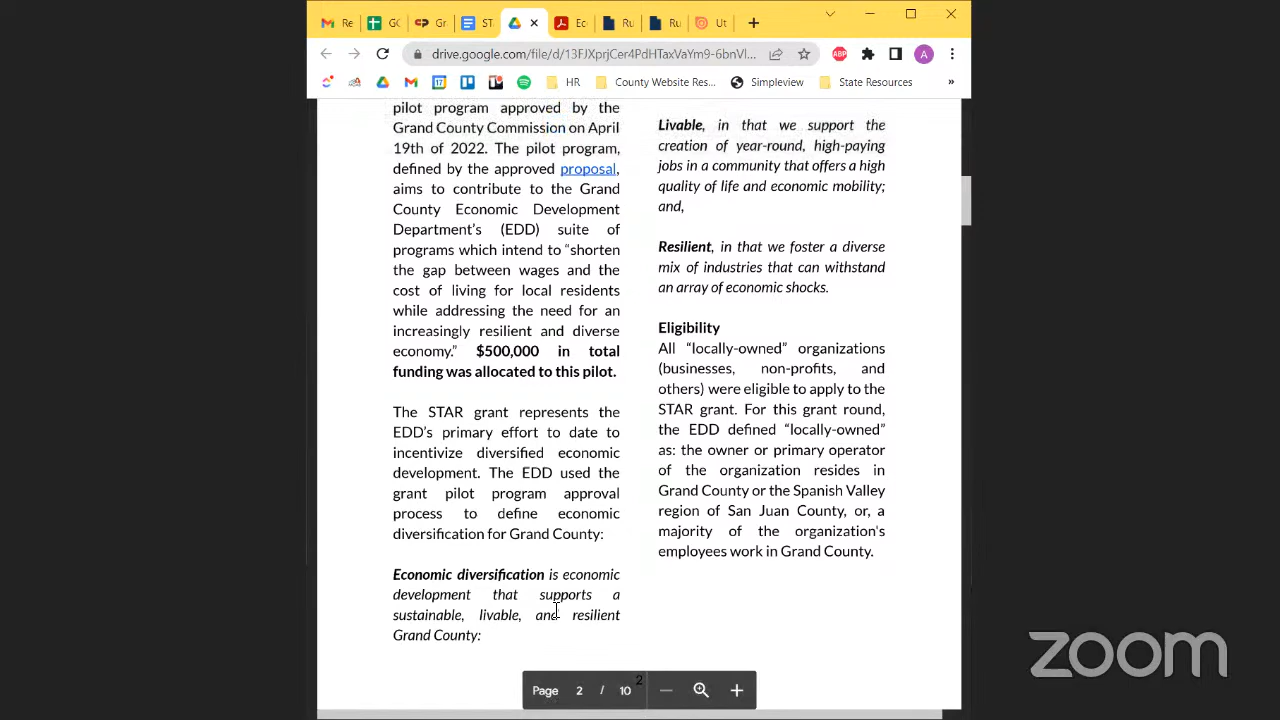 Re
GC
Gr
ST
Ec
Ru
Ru
Ut
drive.google.com/file/d/13FJXprjCer4PdHTaxVaYm9-6bnVI...
ABP
A
17
HR
County Website Res...
Simpleview
State Resources
»
pilot program approved by the
Grand County Commission on April
19th of 2022. The pilot program,
defined by the approved proposal,
aims to contribute to the Grand
County Economic Development
Department's (EDD) suite of
programs which intend to “shorten
the gap between wages and the
cost of living for local residents
while addressing the need for an
increasingly resilient and diverse
economy.” $500,000 in total
funding was allocated to this pilot.
The STAR grant represents the
EDD's primary effort to date to
incentivize diversified economic
development. The EDD used the
grant pilot program approval
process to define economic
diversification for Grand County:
Economic diversification is economic
development that supports a
sustainable, livable, and resilient
Grand County:
Livable, in that we support the
creation of year-round, high-paying
jobs in a community that offers a high
quality of life and economic mobility;
and,
Resilient, in that we foster a diverse
mix of industries that can withstand
an array of economic shocks.
Eligibility
All “locally-owned” organizations
(businesses, non-profits, and
others) were eligible to apply to the
STAR grant. For this grant round,
the EDD defined “locally-owned”
as: the owner or primary operator
of the organization resides in
Grand County or the Spanish Valley
region of San Juan County, or, a
majority of the organization's
employees work in Grand County.
2
Page 2 / 10
zoom